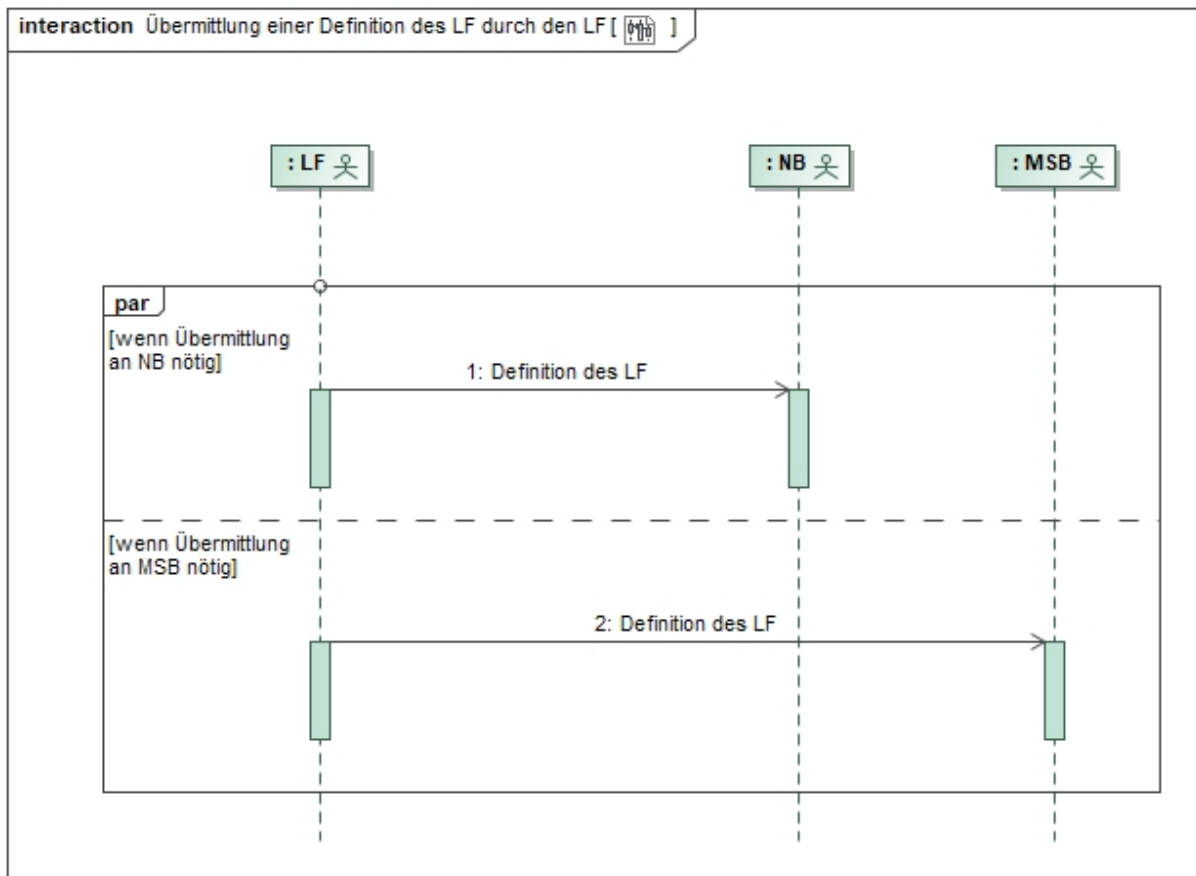 interaction Übermittlung einer Definition des LF durch den LF [ ]
: LF
: NB
: MSB
par
[wenn Übermittlung
an NB nötig]
1: Definition des LF
[wenn Übermittlung
an MSB nötig]
2: Definition des LF